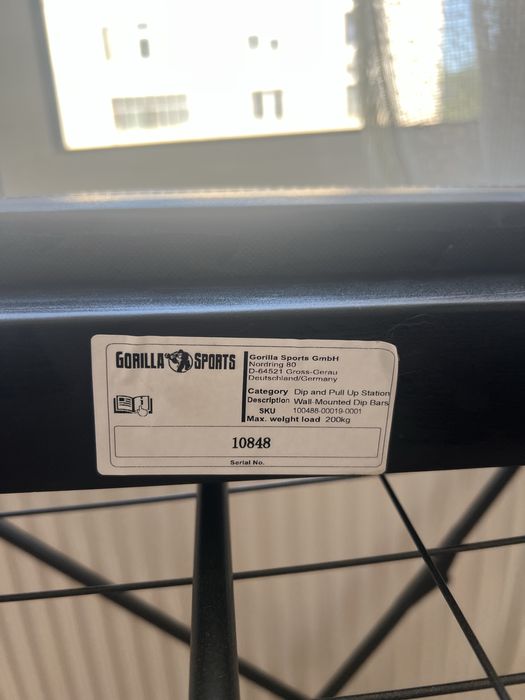 GORILLA SPORTS
Gorilla Sports GmbH
Nordring 80
D-64521 Gross-Gerau
Deutschland/Germany
Category Dip and Pull Up Station
Description Wall-Mounted Dip Bars
SKU 100488-00019-0001
Max. weight load 200kg
10848
Serial No.